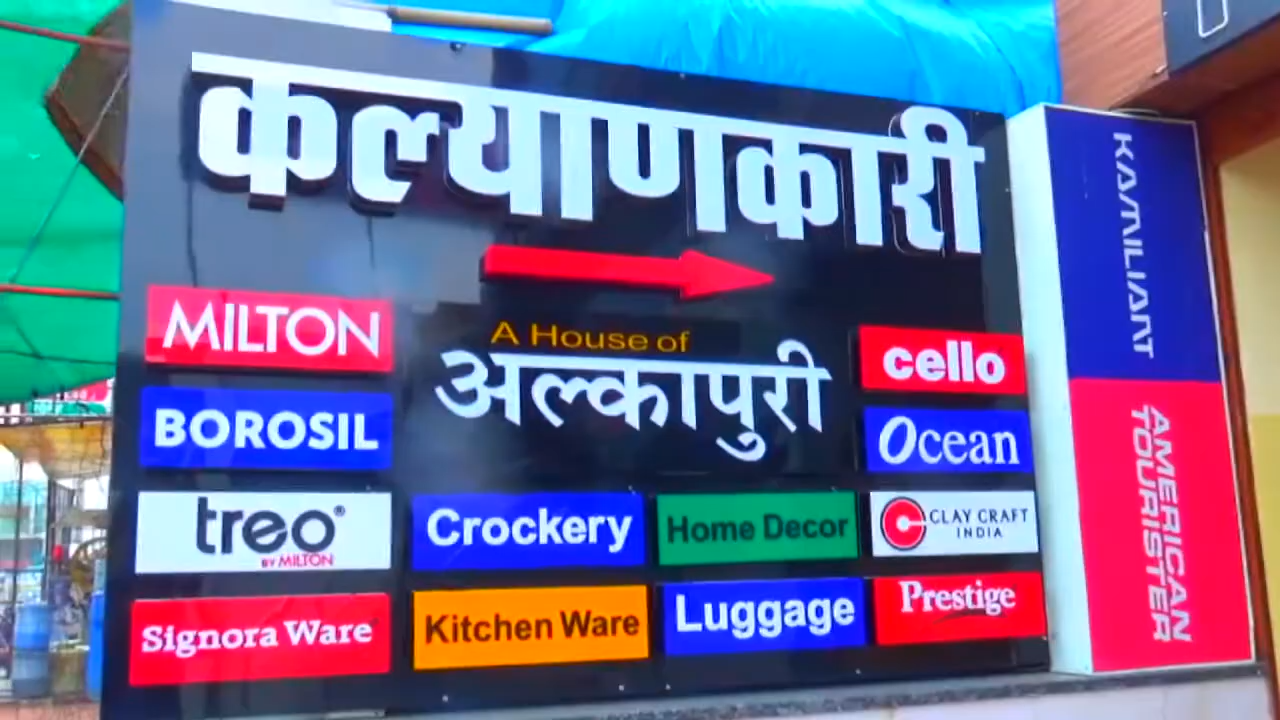 कल्याणकारी
MILTON
A House of
अल्कापुरी
cello
BOROSIL
Ocean
treo®
BY MILTON
Crockery
Home Decor
CLAY CRAFT
INDIA
Signora Ware
Kitchen Ware
Luggage
Prestige
KAMILIANT
AMERICAN
TOURISTER